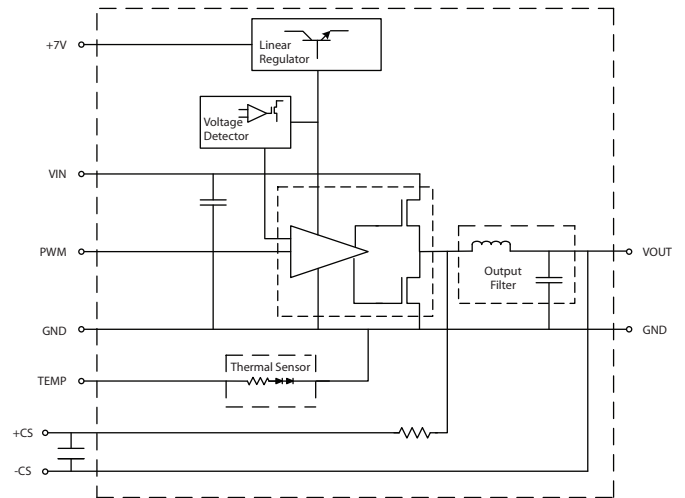 +7V
Linear
Regulator
Voltage
Detector
VIN
PWM
VOUT
Output
Filter
GND
GND
Thermal Sensor
TEMP
+CS
-CS